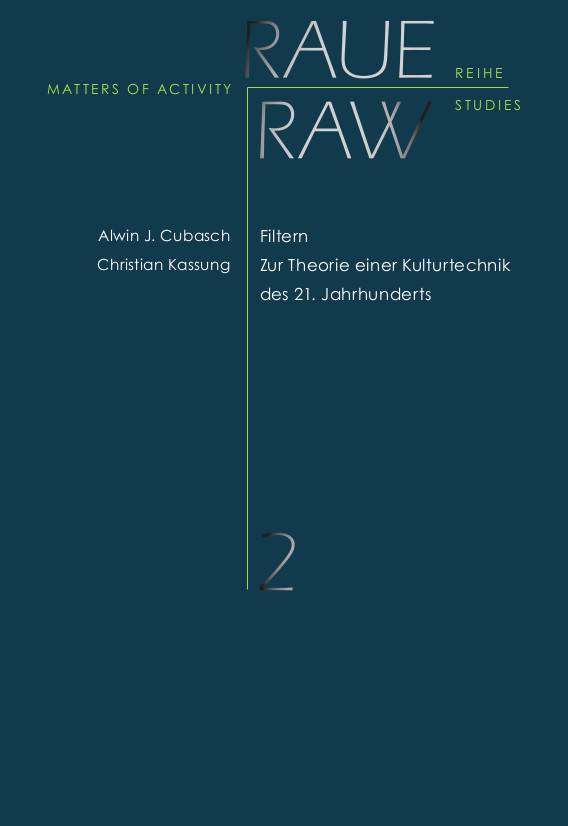 RAUE
REIHE
MATTERS OF ACTIVITY
RAW
STUDIES
Alwin J. Cubasch
Christian Kassung
Filtern
Zur Theorie einer Kulturtechnik
des 21. Jahrhunderts
2